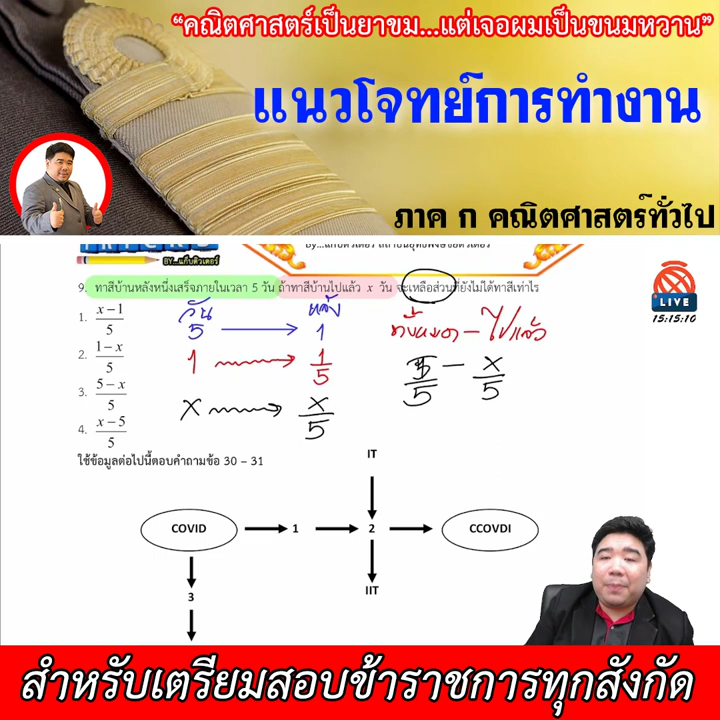 “คณิตศาสตร์เป็นยาขม...แต่เจอผมเป็นขนมหวาน”
แนวโจทย์การทำงาน
ภาค ก คณิตศาสตร์ทั่วไป
BY...แก๊บติวเตอร์
LIVE
15:15:10
9. ทาสีบ้านหลังหนึ่งเสร็จภายในเวลา 5 วัน ถ้าทาสีบ้านไปแล้ว x วัน จะเหลือส่วนที่ยังไม่ได้ทาสีเท่าไร
1. x-1/5
2. 1-x/5
3. 5-x/5
4. x-5/5
วัน หลัง
5 → 1
1 → 1/5
x → x/5
ทั้งหมด - ไปแล้ว
5/5 - x/5
ใช้ข้อมูลต่อไปนี้ตอบคำถามข้อ 30 – 31
IT
COVID → 1 → 2 → CCOVDI
IIT
3
สำหรับเตรียมสอบข้าราชการทุกสังกัด